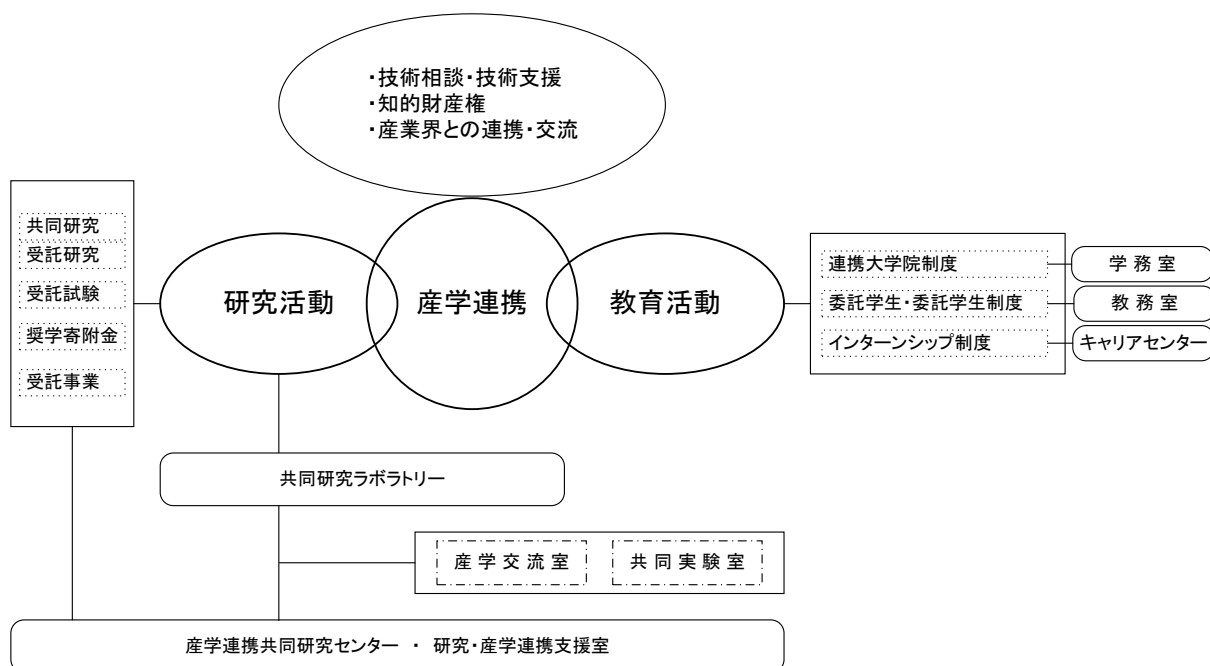 ・技術相談・技術支援
・知的財産権
・産業界との連携・交流
共同研究
受託研究
受託試験
奨学寄附金
受託事業
研究活動
産学連携
教育活動
連携大学院制度
学務室
委託学生・委託学生制度
教務室
インターンシップ制度
キャリアセンター
共同研究ラボラトリー
産学交流室
共同実験室
産学連携共同研究センター ・ 研究・産学連携支援室